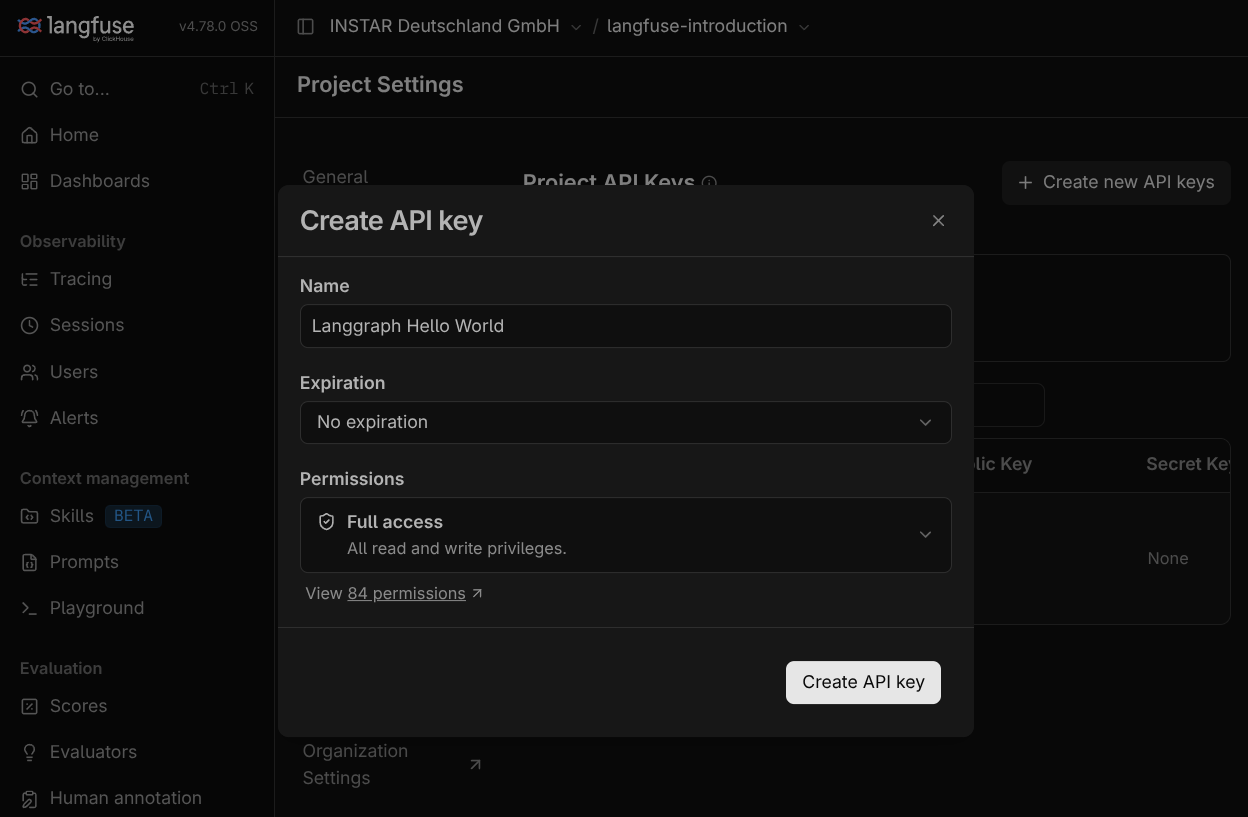 langfuse
by ClickHouse
v4.78.0 OSS
INSTAR Deutschland GmbH / langfuse-introduction
Go to... Ctrl K
Home
Dashboards
Observability
Tracing
Sessions
Users
Alerts
Context management
Skills BETA
Prompts
Playground
Evaluation
Scores
Evaluators
Human annotation
Project Settings
General
Project API Keys
+ Create new API keys
Create API key
Name
Langgraph Hello World
Expiration
No expiration
Permissions
Full access
All read and write privileges.
View 84 permissions
Create API key
lic Key
Secret Key
None
Organization
Settings